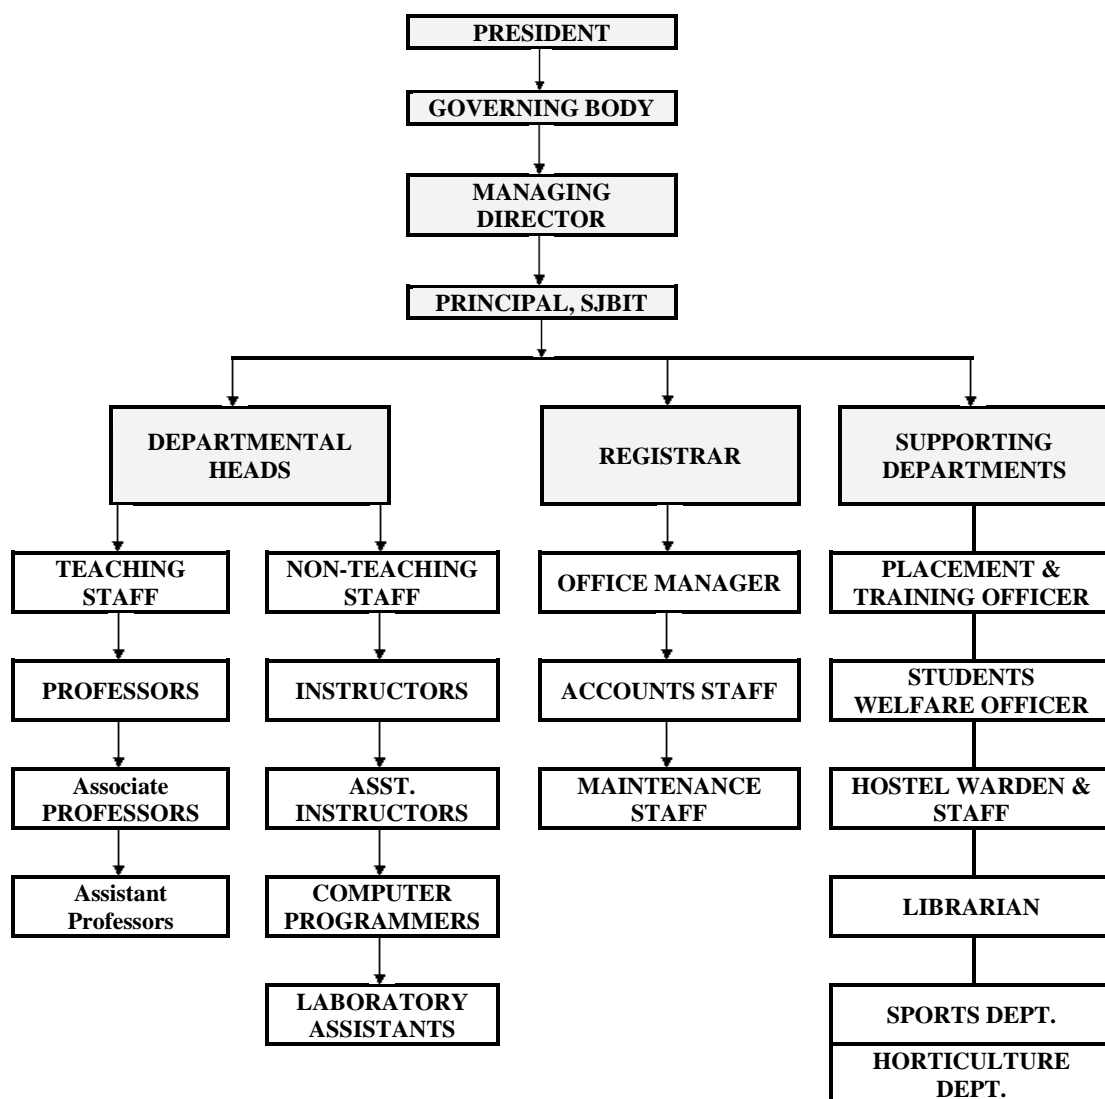 PRESIDENT
GOVERNING BODY
MANAGING
DIRECTOR
PRINCIPAL, SJBIT
DEPARTMENTAL
HEADS
REGISTRAR
SUPPORTING
DEPARTMENTS
TEACHING
STAFF
NON-TEACHING
STAFF
OFFICE MANAGER
PLACEMENT &
TRAINING OFFICER
PROFESSORS
INSTRUCTORS
ACCOUNTS STAFF
STUDENTS
WELFARE OFFICER
Associate
PROFESSORS
ASST.
INSTRUCTORS
MAINTENANCE
STAFF
HOSTEL WARDEN &
STAFF
Assistant
Professors
COMPUTER
PROGRAMMERS
LIBRARIAN
LABORATORY
ASSISTANTS
SPORTS DEPT.
HORTICULTURE
DEPT.